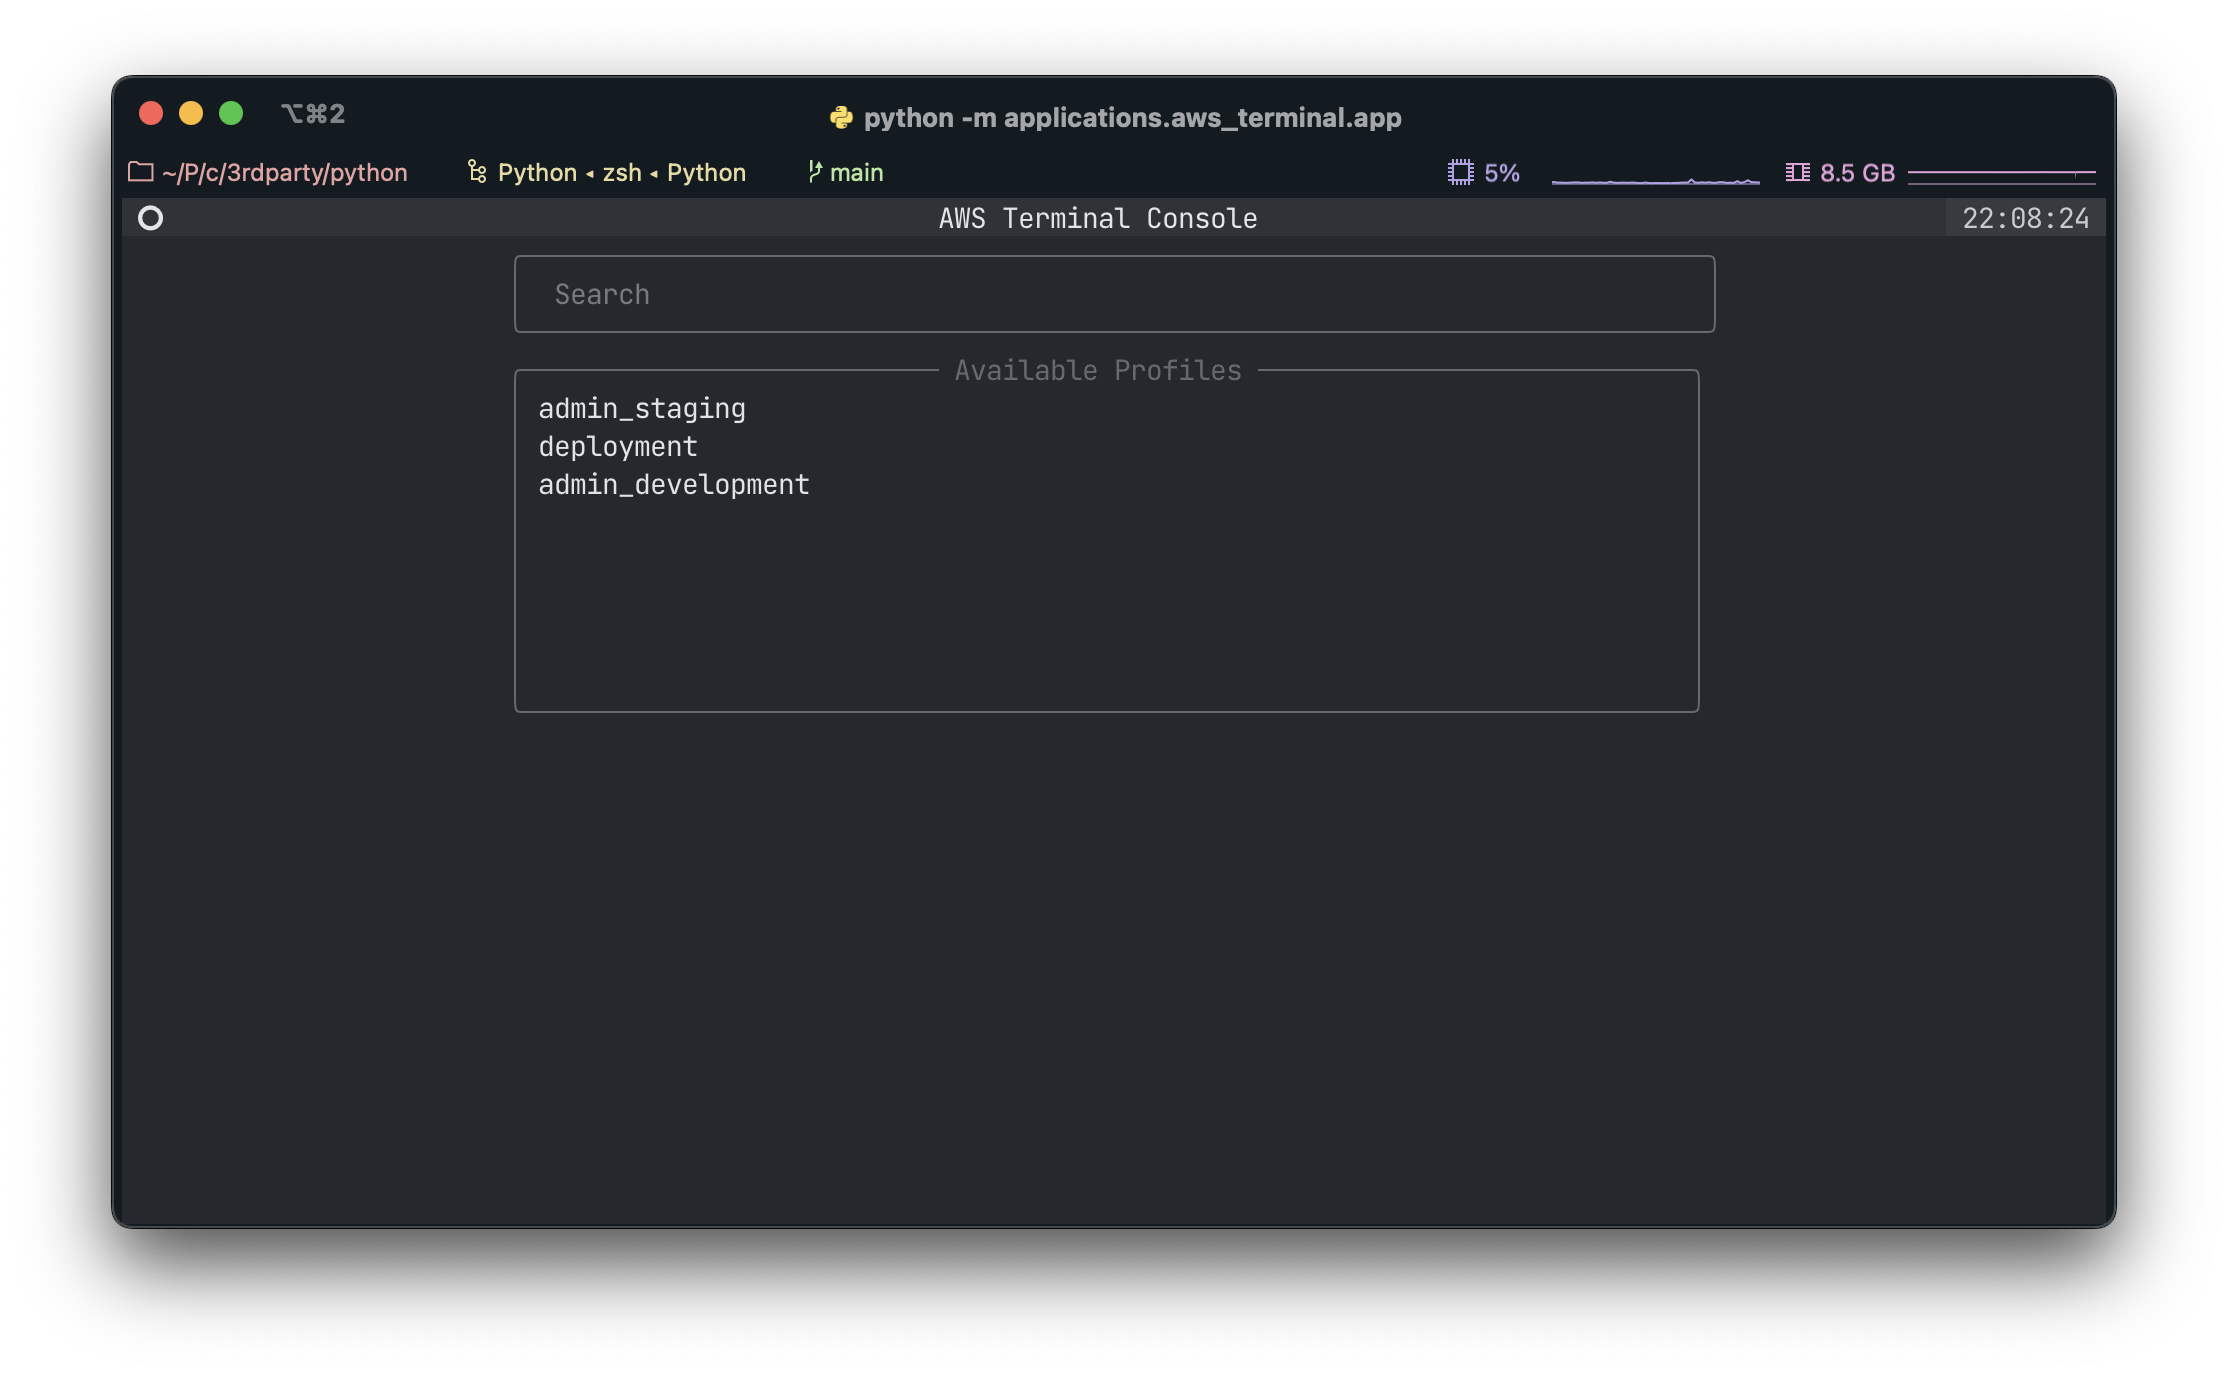 ⌥⌘2
python -m applications.aws_terminal.app
~/P/c/3rdparty/python
Python ◂ zsh ◂ Python
main
5%
8.5 GB
AWS Terminal Console
22:08:24
Search
Available Profiles
admin_staging
deployment
admin_development